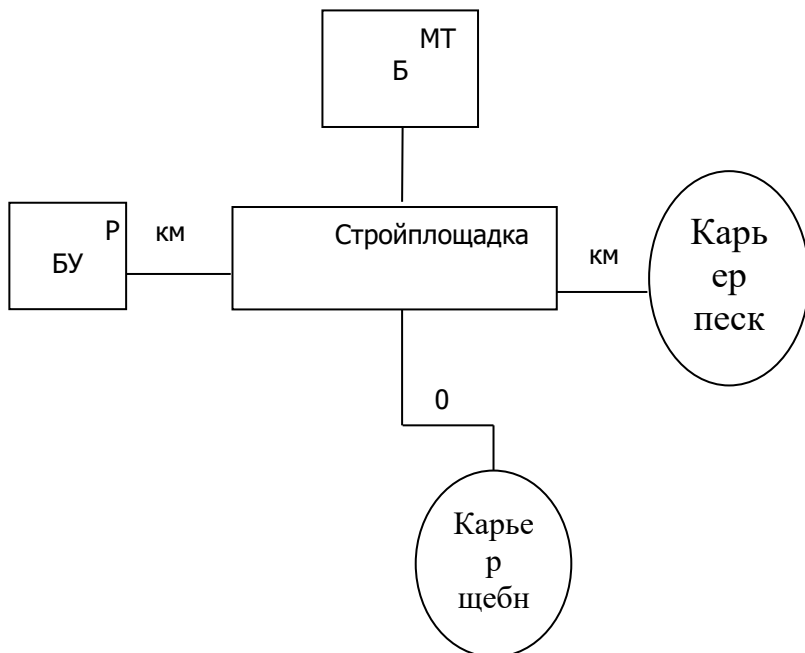 МТ
Б
Р
БУ
км
Стройплощадка
км
Карь
ер
песк
0
Карье
р
щебн